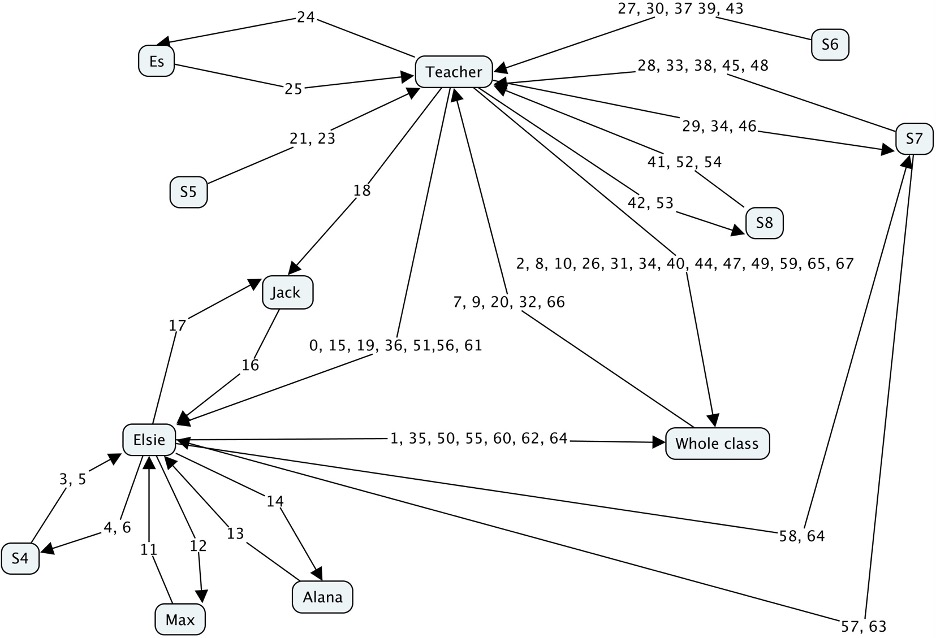 27, 30, 37 39, 43
24
S6
Es
Teacher
28, 33, 38, 45, 48
25
29, 34, 46
S7
21, 23
41, 52, 54
S5
18
42, 53
S8
2, 8, 10, 26, 31, 34, 40, 44, 47, 49, 59, 65, 67
Jack
7, 9, 20, 32, 66
17
0, 15, 19, 36, 51,56, 61
16
Elsie
1, 35, 50, 55, 60, 62, 64
Whole class
3, 5
14
4, 6
13
58, 64
11
12
S4
Alana
Max
57, 63